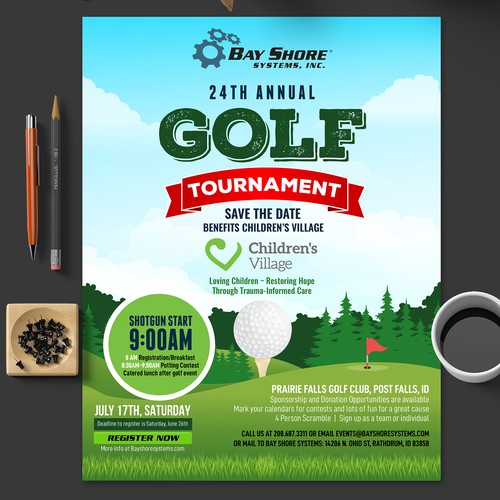 BAY SHORE
SYSTEMS, INC.
24TH ANNUAL
GOLF
TOURNAMENT
SAVE THE DATE
BENEFITS CHILDREN'S VILLAGE
Children's
Village
Loving Children - Restoring Hope
Through Trauma-Informed Care
SHOTGUN START
9:00AM
8 AM Registration/Breakfast
8:30AM-9:00AM Putting Contest
Catered lunch after golf event
JULY 17TH, SATURDAY
Deadline to register is Saturday, June 26th
REGISTER NOW
More info at Bayshoresystems.com
PRAIRIE FALLS GOLF CLUB, POST FALLS, ID
Sponsorship and Donation Opportunities are available
Mark your calendars for contests and lots of fun for a great cause
4 Person Scramble | Sign up as a team or individual
CALL US AT 208.687.3311 OR EMAIL EVENTS@BAYSHORESYSTEMS.COM
OR MAIL TO BAY SHORE SYSTEMS: 14206 N. OHIO ST, RATHDRUM, ID 83858